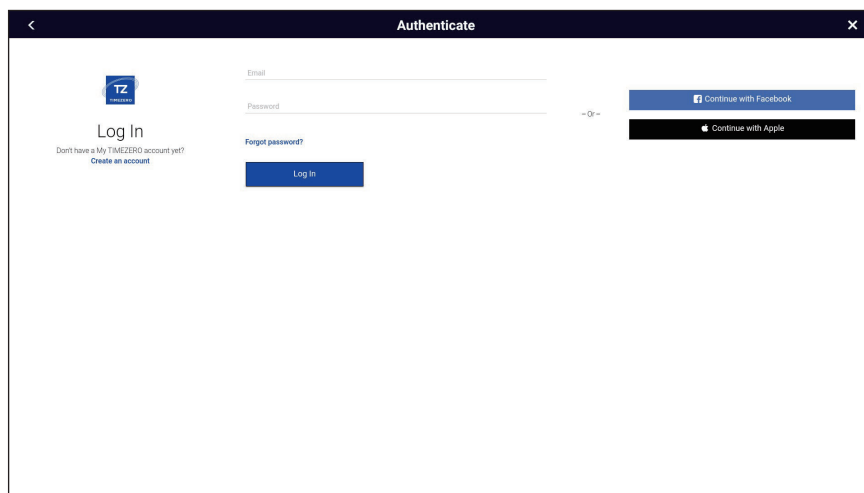 Authenticate
TZ
TIMEZERO
Log In
Don't have a My TIMEZERO account yet?
Create an account
Email
Password
Forgot password?
Log In
– Or –
Continue with Facebook
Continue with Apple